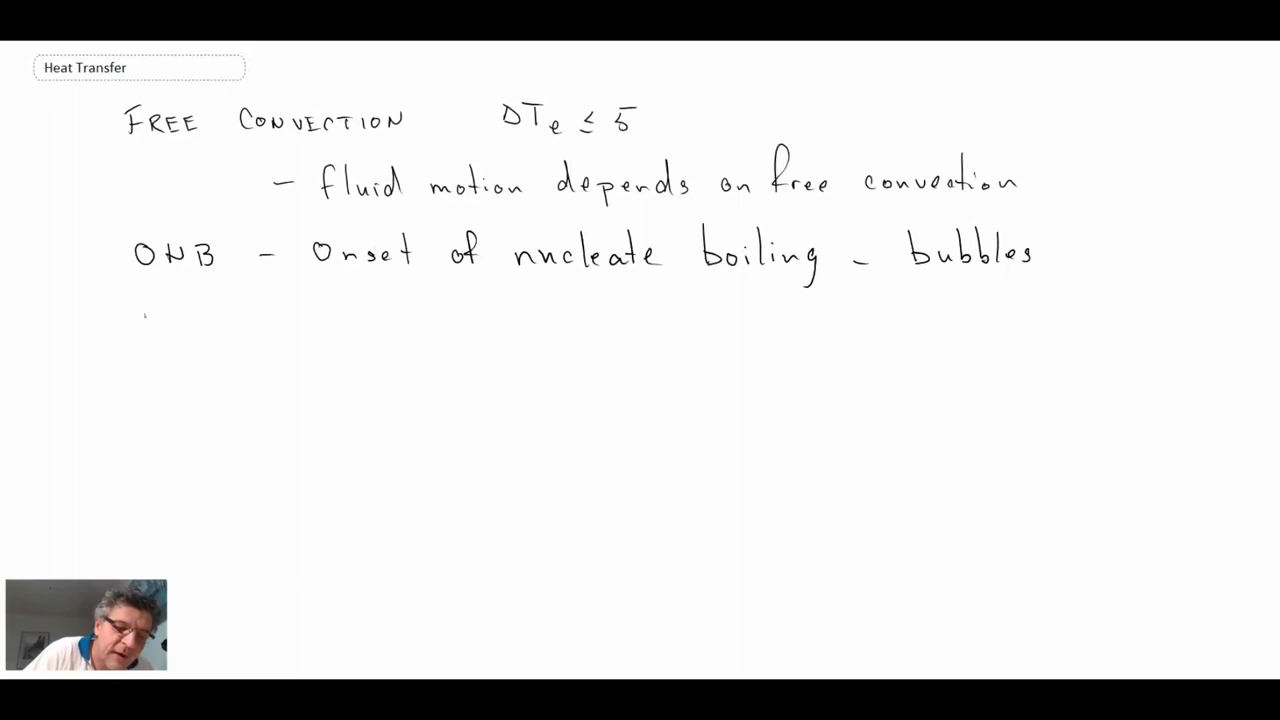 Heat Transfer
FREE CONVECTION ΔTe ≤ 5
- fluid motion depends on free convection
ONB - Onset of nucleate boiling - bubbles